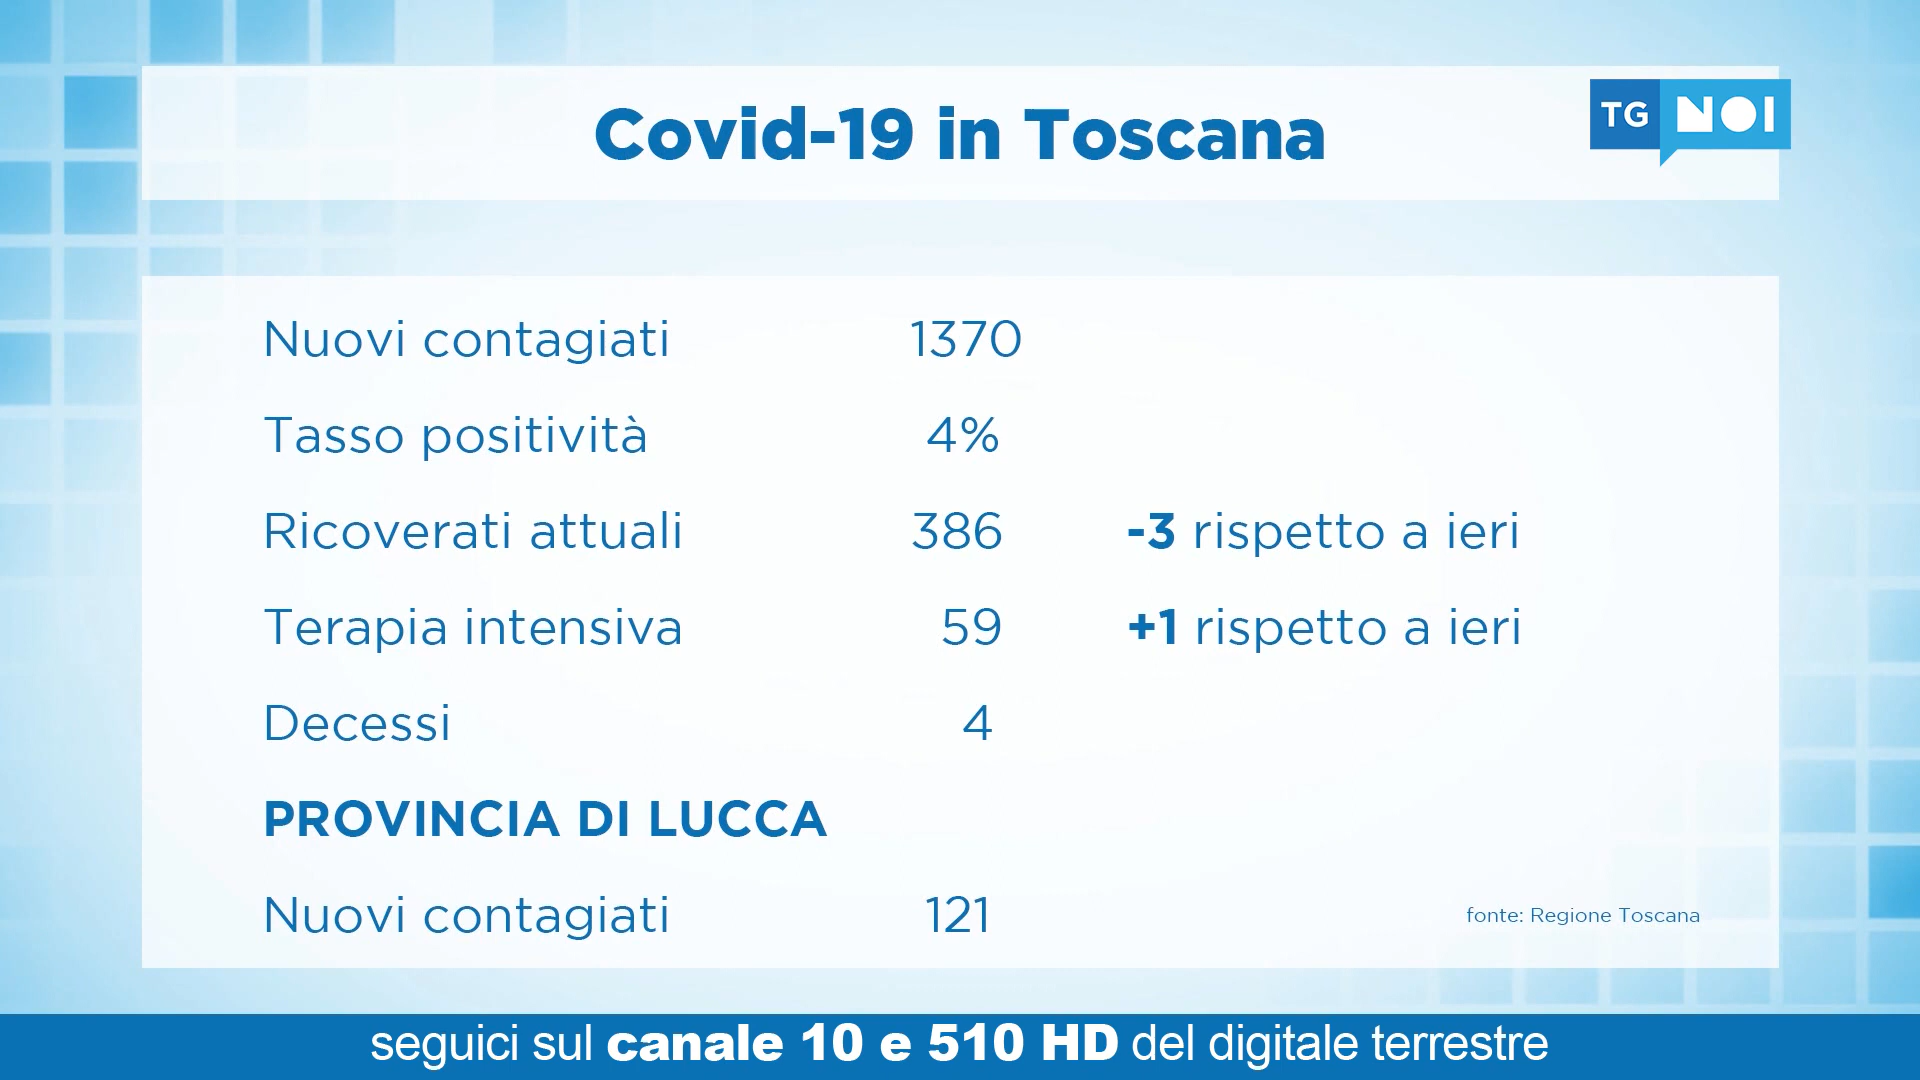 Covid-19 in Toscana
TG NOI
Nuovi contagiati 1370
Tasso positività 4%
Ricoverati attuali 386 -3 rispetto a ieri
Terapia intensiva 59 +1 rispetto a ieri
Decessi 4
PROVINCIA DI LUCCA
Nuovi contagiati 121
fonte: Regione Toscana
seguici sul canale 10 e 510 HD del digitale terrestre